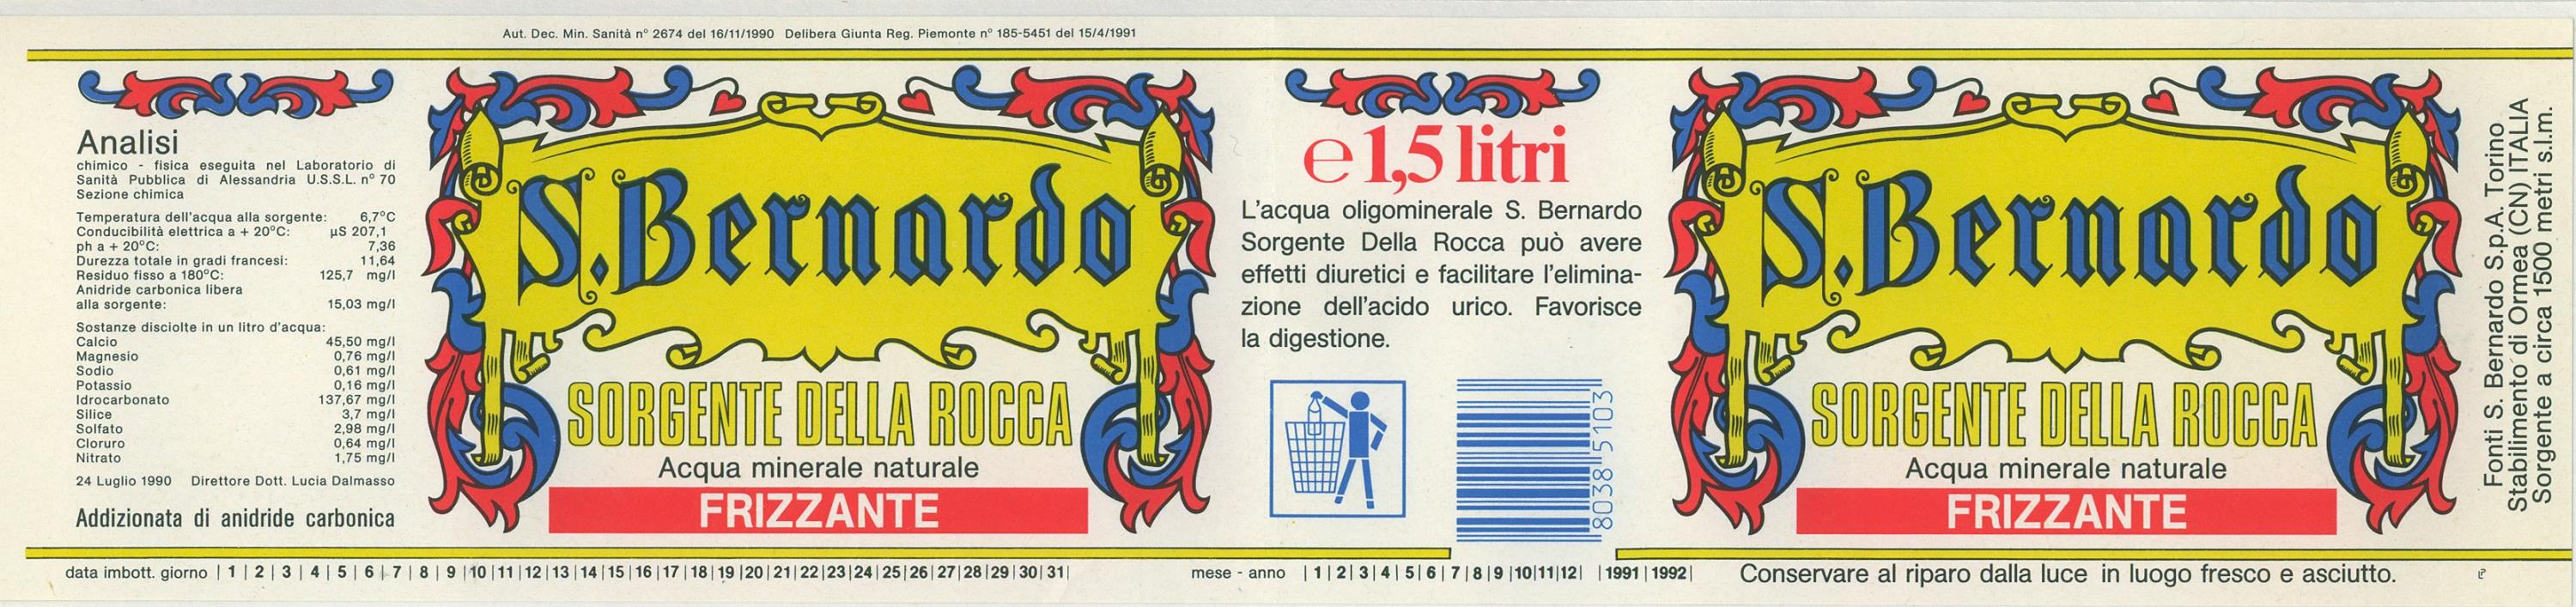 Aut. Dec. Min. Sanità n° 2674 del 16/11/1990 Delibera Giunta Reg. Piemonte n° 185-5451 del 15/4/1991
Analisi
chimico - fisica eseguita nel Laboratorio di
Sanità Pubblica di Alessandria U.S.S.L. n° 70
Sezione chimica
Temperatura dell'acqua alla sorgente: 6,7°C
Conducibilità elettrica a + 20°C: µS 207,1
ph a + 20°C: 7,36
Durezza totale in gradi francesi: 11,64
Residuo fisso a 180°C: 125,7 mg/l
Anidride carbonica libera
alla sorgente: 15,03 mg/l
Sostanze disciolte in un litro d'acqua:
Calcio 45,50 mg/l
Magnesio 0,76 mg/l
Sodio 0,61 mg/l
Potassio 0,16 mg/l
Idrocarbonato 137,67 mg/l
Silice 3,7 mg/l
Solfato 2,98 mg/l
Cloruro 0,64 mg/l
Nitrato 1,75 mg/l
24 Luglio 1990 Direttore Dott. Lucia Dalmasso
Addizionata di anidride carbonica
S. Bernardo
SORGENTE DELLA ROCCA
Acqua minerale naturale
FRIZZANTE
e 1,5 litri
L'acqua oligominerale S. Bernardo
Sorgente Della Rocca può avere
effetti diuretici e facilitare l'elimina-
zione dell'acido urico. Favorisce
la digestione.
80385103
S. Bernardo
SORGENTE DELLA ROCCA
Acqua minerale naturale
FRIZZANTE
Fonti S. Bernardo S.p.A. Torino
Stabilimento di Ormea (CN) ITALIA
Sorgente a circa 1500 metri s.l.m.
data imbott. giorno | 1 | 2 | 3 | 4 | 5 | 6 | 7 | 8 | 9 |10|11|12|13|14|15|16|17|18|19|20|21|22|23|24|25|26|27|28|29|30|31|
mese - anno | 1 | 2 | 3 | 4 | 5 | 6 | 7 | 8 | 9 |10|11|12| |1991|1992|
Conservare al riparo dalla luce in luogo fresco e asciutto.